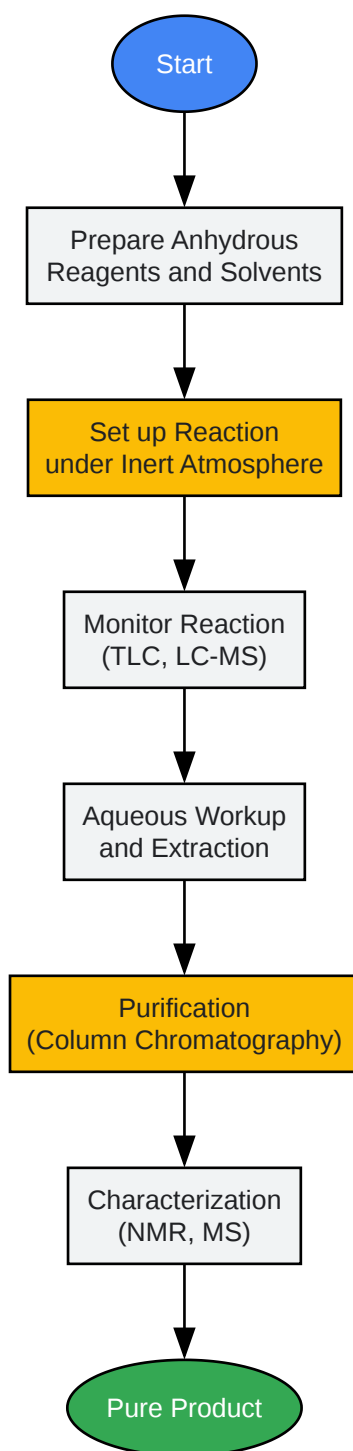 Start
Prepare Anhydrous
Reagents and Solvents
Set up Reaction
under Inert Atmosphere
Monitor Reaction
(TLC, LC-MS)
Aqueous Workup
and Extraction
Purification
(Column Chromatography)
Characterization
(NMR, MS)
Pure Product